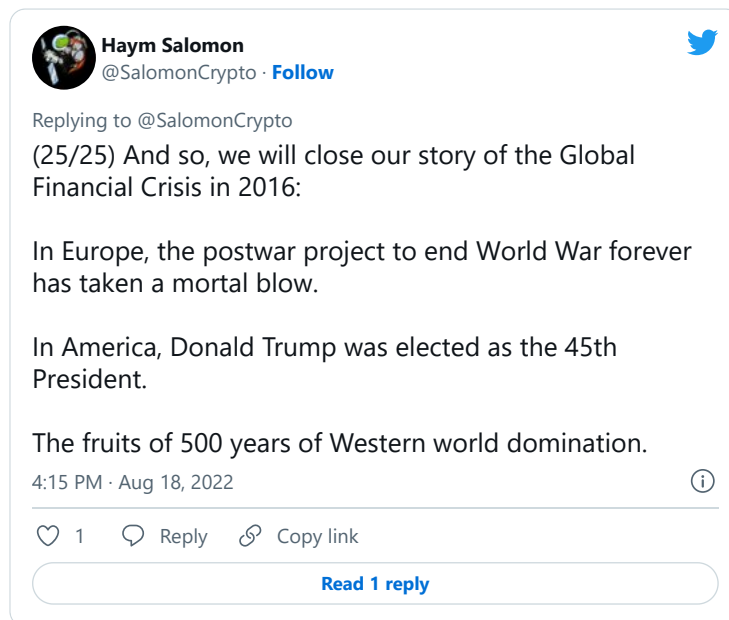 Haym Salomon
@SalomonCrypto · Follow
Replying to @SalomonCrypto
(25/25) And so, we will close our story of the Global
Financial Crisis in 2016:
In Europe, the postwar project to end World War forever
has taken a mortal blow.
In America, Donald Trump was elected as the 45th
President.
The fruits of 500 years of Western world domination.
4:15 PM · Aug 18, 2022
1 Reply Copy link
Read 1 reply